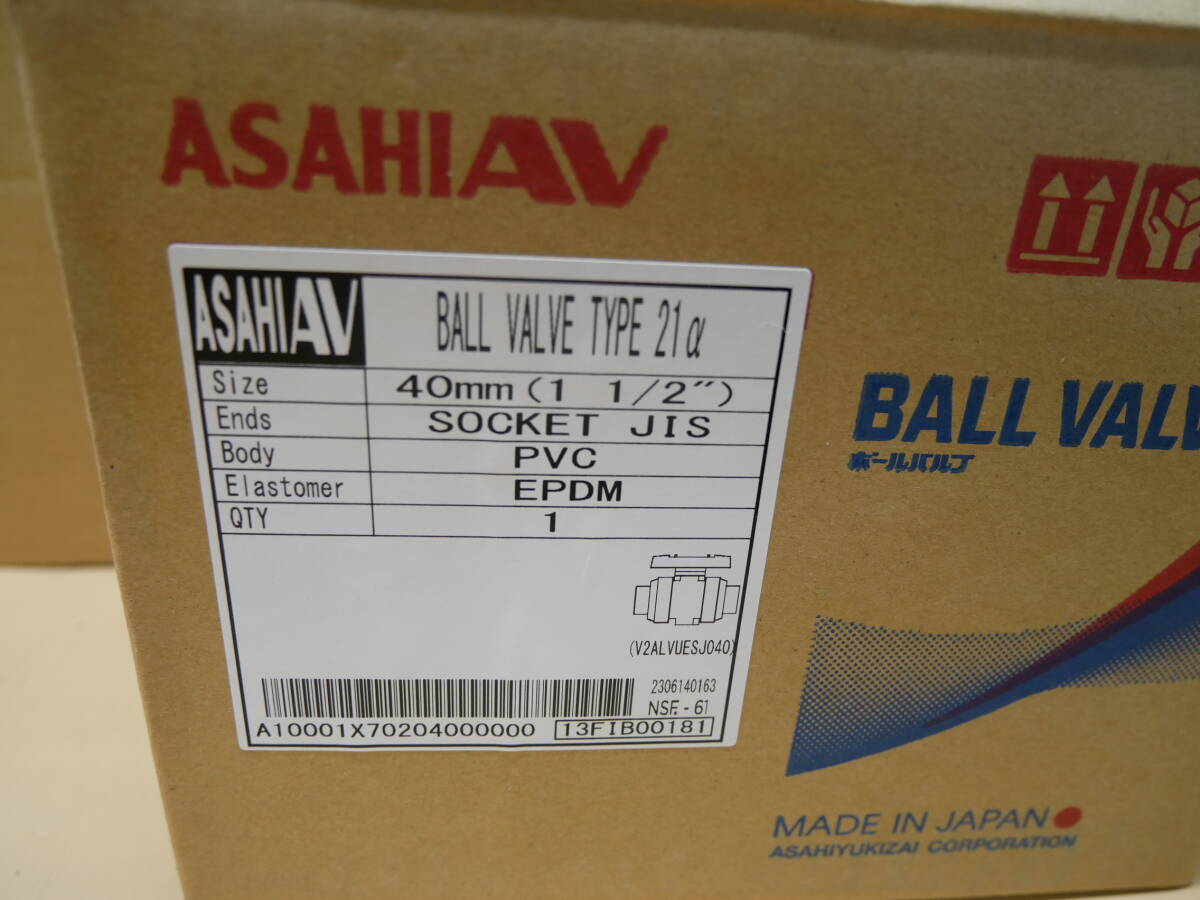 ASAHIAV
ASAHIAV
BALL VALVE TYPE 21α
Size 40mm(1 1/2")
Ends SOCKET JIS
Body PVC
Elastomer EPDM
QTY 1
(V2ALVUESJ040)
2306140163
NSF-61
A10001X70204000000 13FIB00181
BALL VALV
ボールバルブ
MADE IN JAPAN
ASAHI YUKIZAI CORPORATION